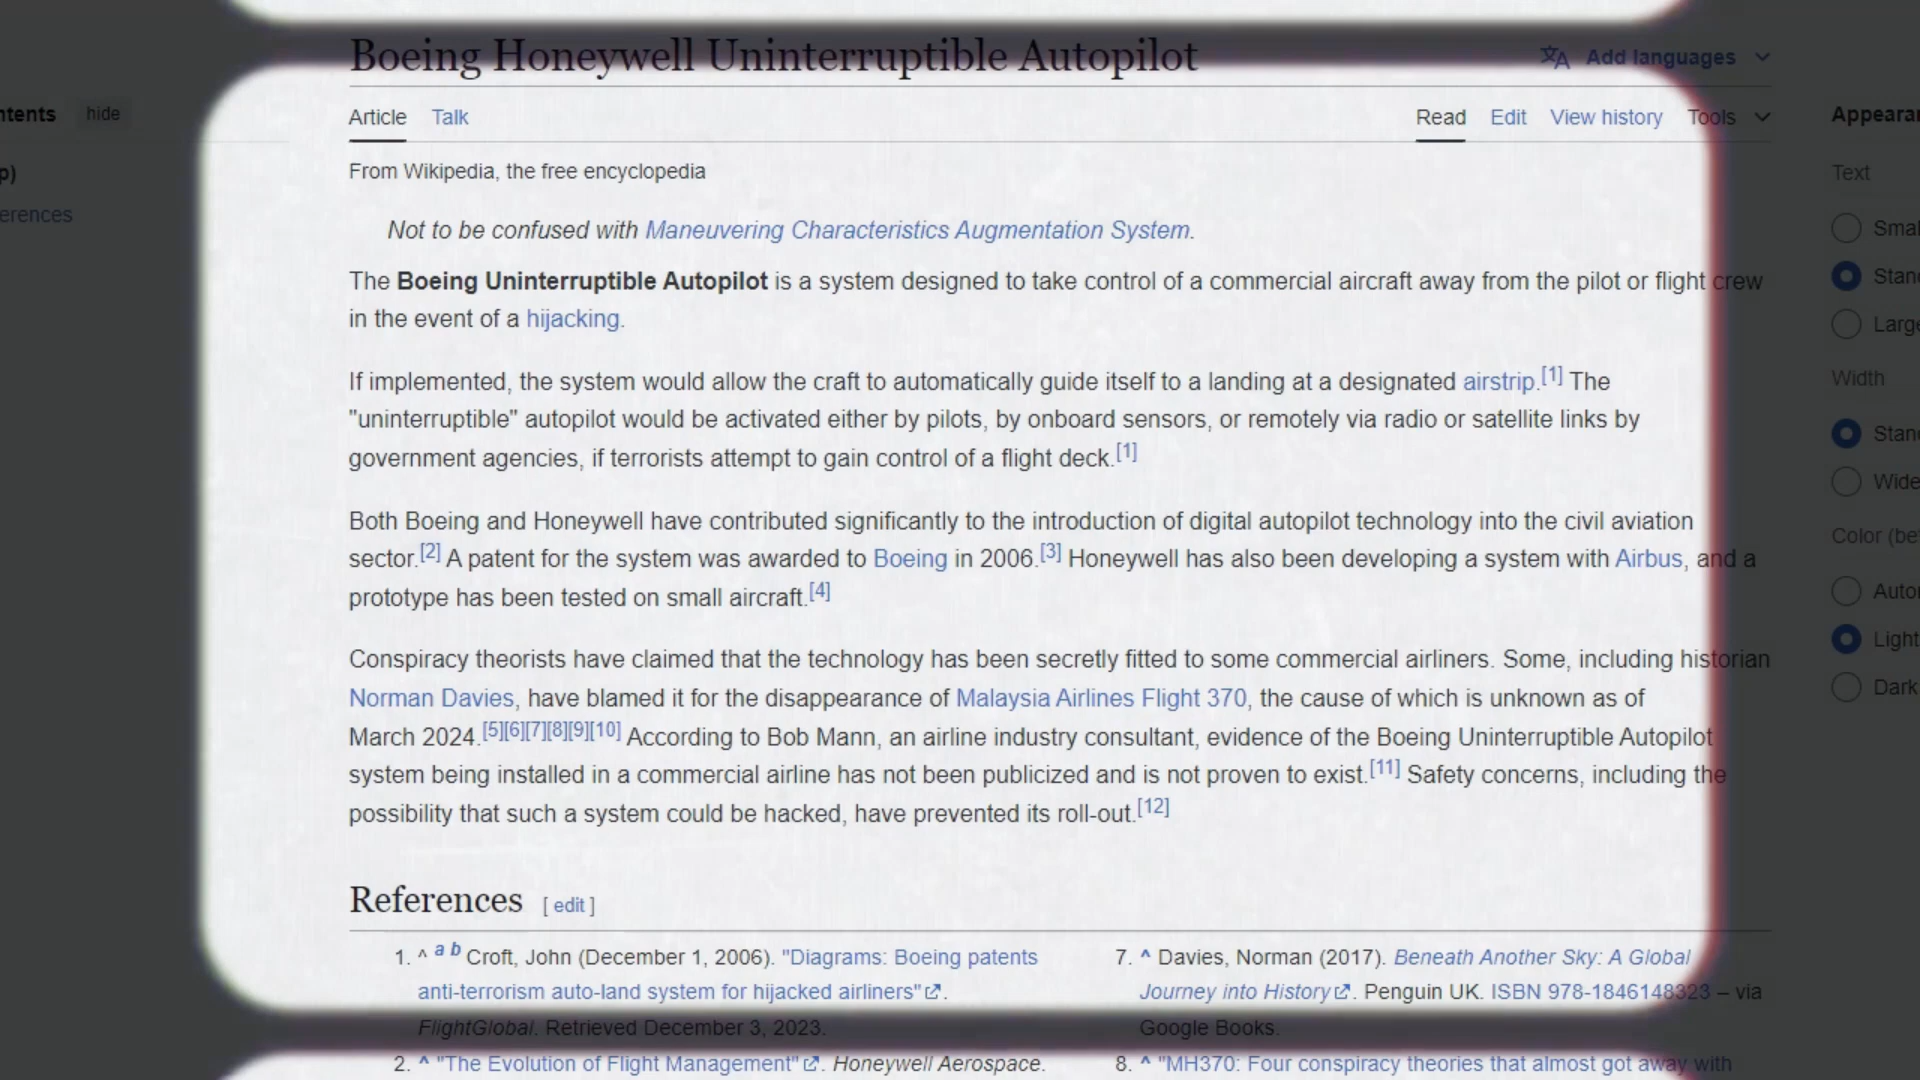 Boeing Honeywell Uninterruptible Autopilot
Add languages
ntents hide
Article Talk
Read Edit View history Tools
Appearan
p)
From Wikipedia, the free encyclopedia
Text
erences
Not to be confused with Maneuvering Characteristics Augmentation System.
Smal
The Boeing Uninterruptible Autopilot is a system designed to take control of a commercial aircraft away from the pilot or flight crew
Stand
in the event of a hijacking.
Large
If implemented, the system would allow the craft to automatically guide itself to a landing at a designated airstrip.[1] The
Width
"uninterruptible" autopilot would be activated either by pilots, by onboard sensors, or remotely via radio or satellite links by
Stand
government agencies, if terrorists attempt to gain control of a flight deck.[1]
Wide
Both Boeing and Honeywell have contributed significantly to the introduction of digital autopilot technology into the civil aviation
Color (be
sector.[2] A patent for the system was awarded to Boeing in 2006.[3] Honeywell has also been developing a system with Airbus, and a
prototype has been tested on small aircraft.[4]
Autor
Light
Conspiracy theorists have claimed that the technology has been secretly fitted to some commercial airliners. Some, including historian
Dark
Norman Davies, have blamed it for the disappearance of Malaysia Airlines Flight 370, the cause of which is unknown as of
March 2024.[5][6][7][8][9][10] According to Bob Mann, an airline industry consultant, evidence of the Boeing Uninterruptible Autopilot
system being installed in a commercial airline has not been publicized and is not proven to exist.[11] Safety concerns, including the
possibility that such a system could be hacked, have prevented its roll-out.[12]
References [ edit ]
1. ^ a b Croft, John (December 1, 2006). "Diagrams: Boeing patents
anti-terrorism auto-land system for hijacked airliners".
FlightGlobal. Retrieved December 3, 2023.
2. ^ "The Evolution of Flight Management". Honeywell Aerospace.
7. ^ Davies, Norman (2017). Beneath Another Sky: A Global
Journey into History. Penguin UK. ISBN 978-1846148323 – via
Google Books.
8. ^ "MH370: Four conspiracy theories that almost got away with